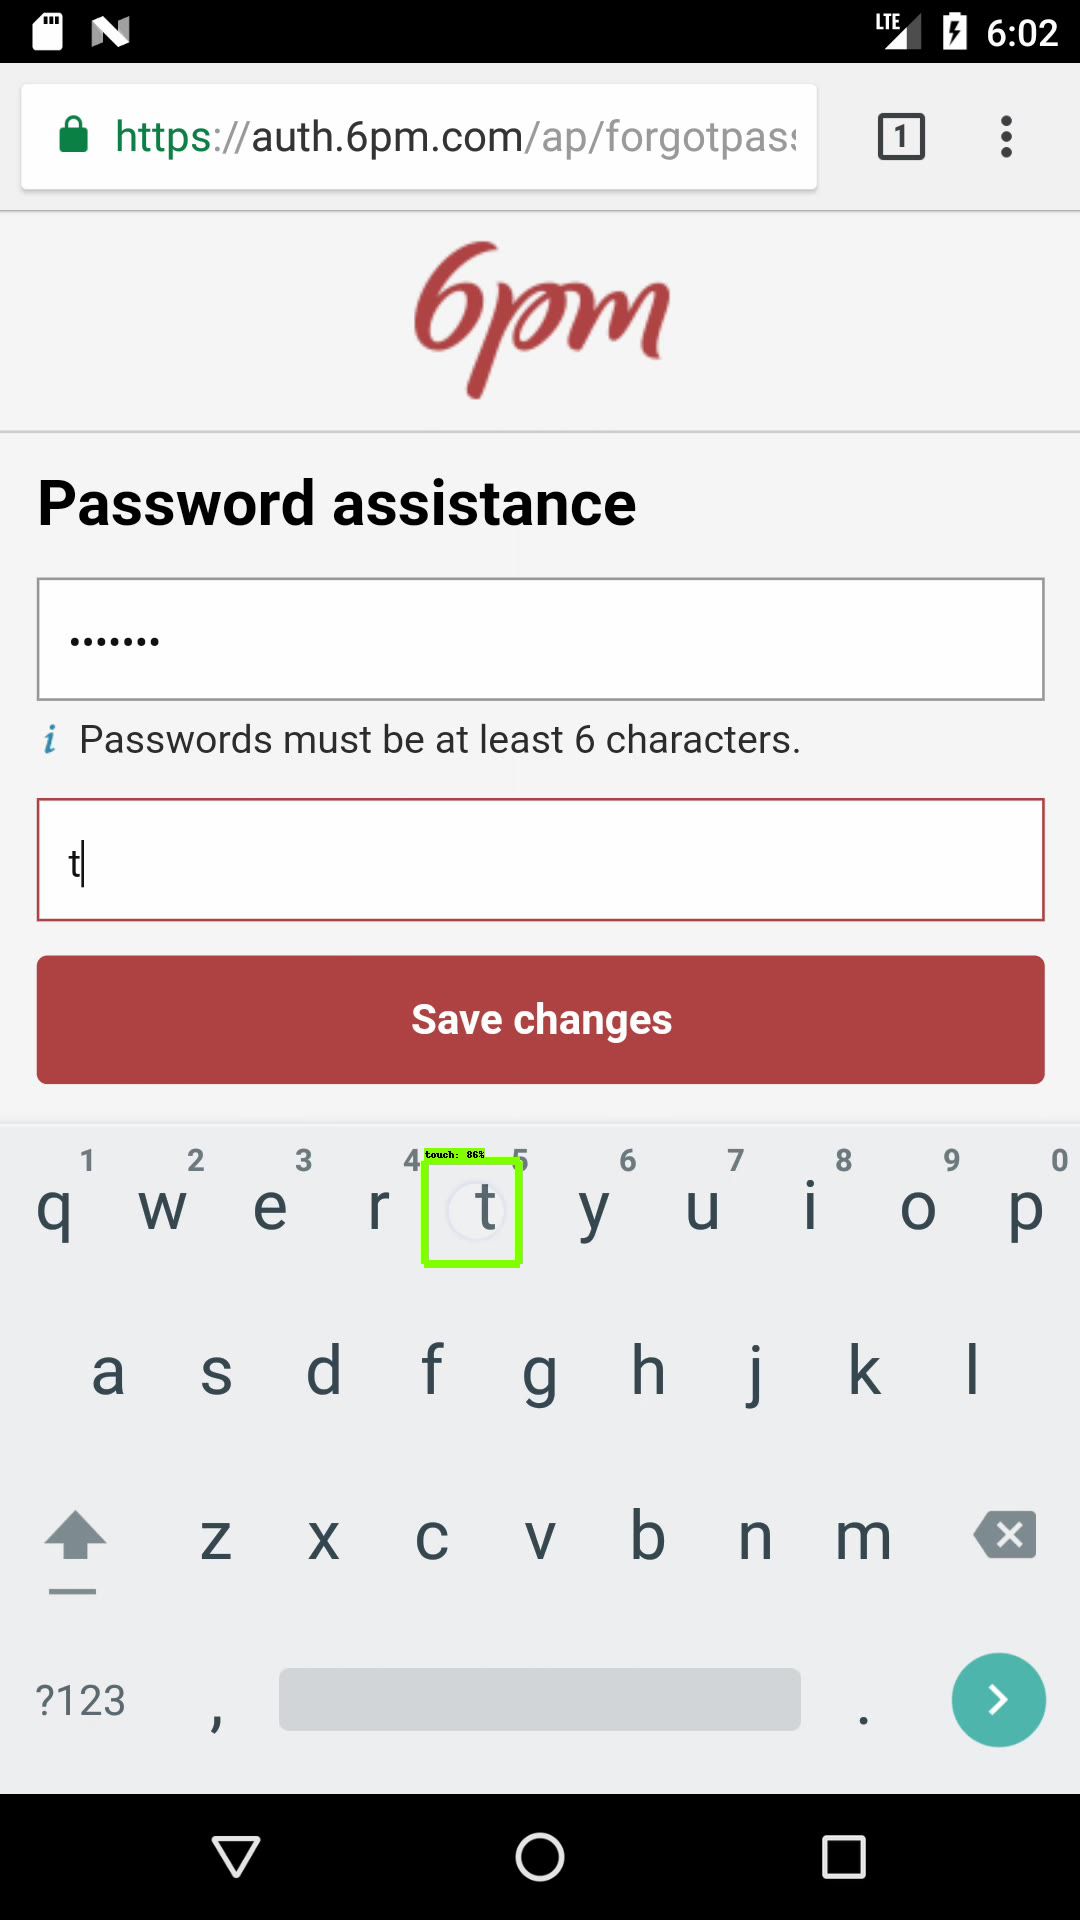 LTE 6:02
https://auth.6pm.com/ap/forgotpass 1
6pm
Password assistance
•••••••
i Passwords must be at least 6 characters.
t
Save changes
touch: 86%
1 2 3 4 5 6 7 8 9 0
q w e r t y u i o p
a s d f g h j k l
z x c v b n m
?123 , .